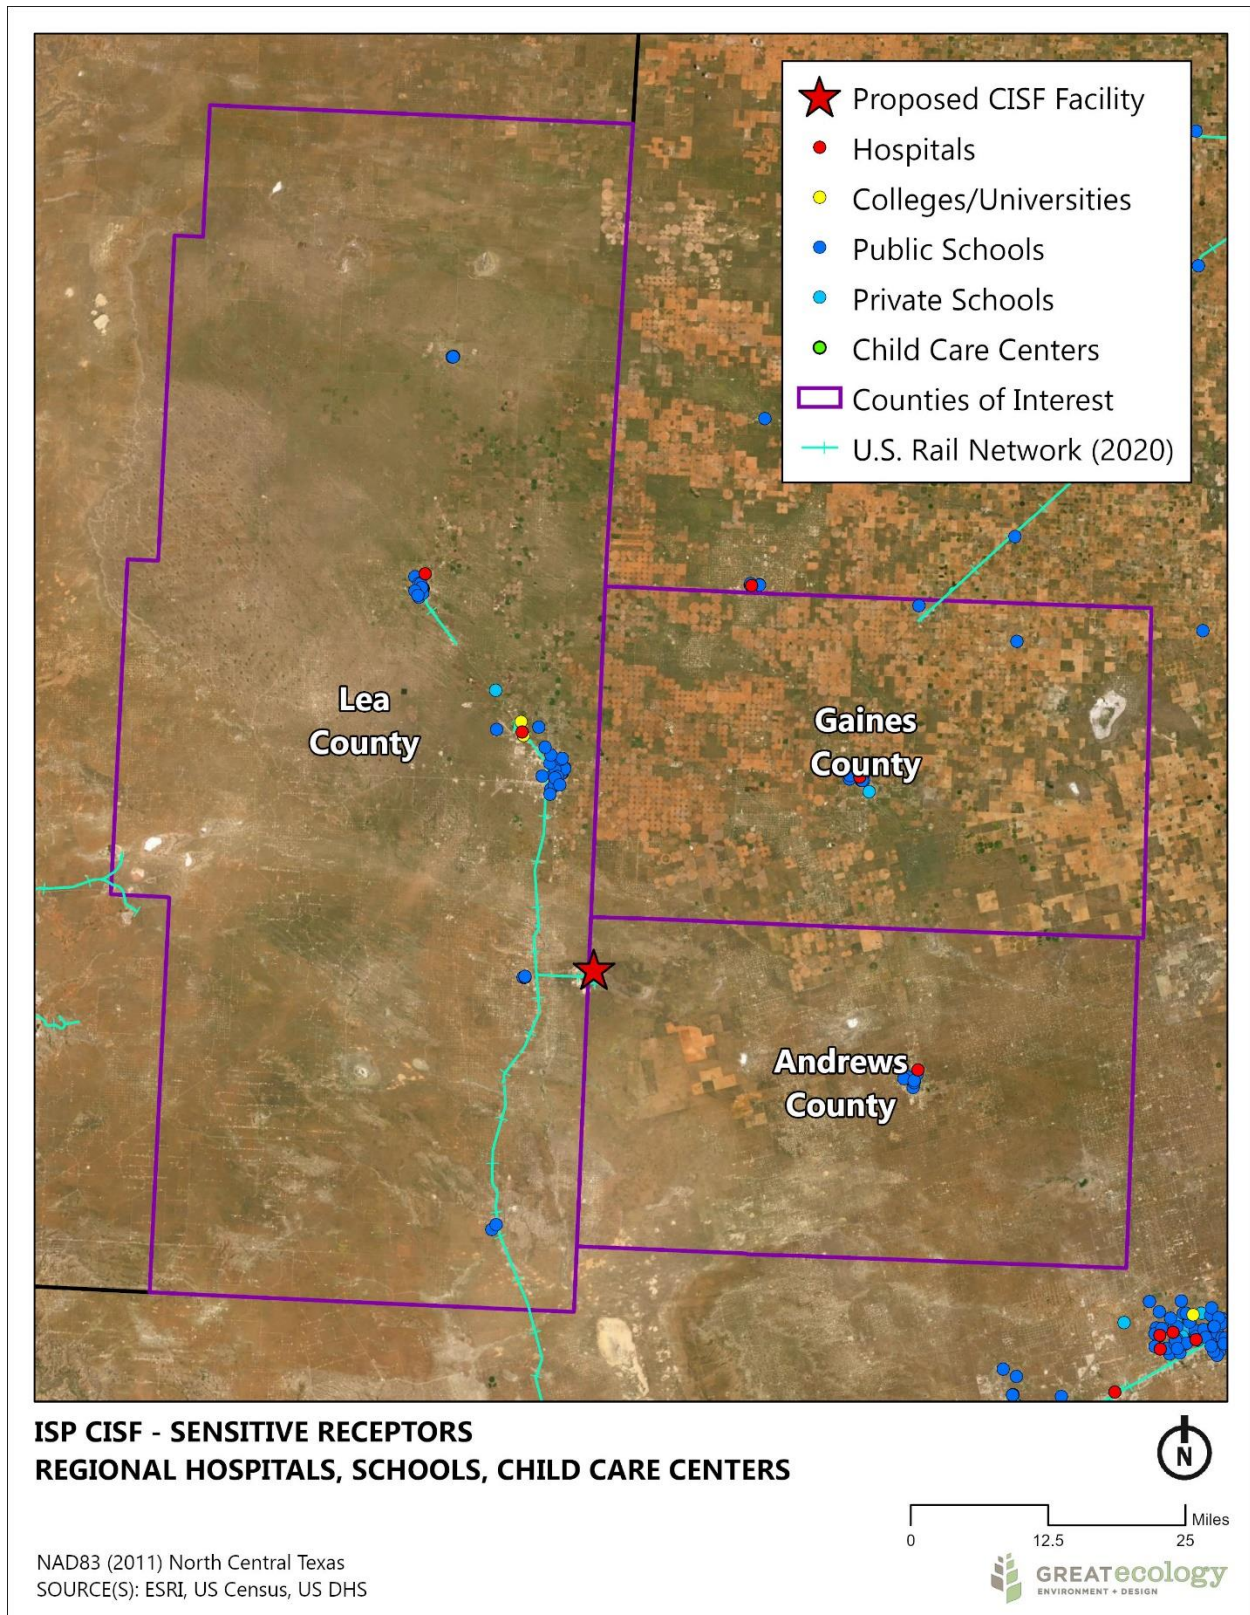 Proposed CISF Facility
Hospitals
Colleges/Universities
Public Schools
Private Schools
Child Care Centers
Counties of Interest
U.S. Rail Network (2020)
Lea
County
Gaines
County
Andrews
County
ISP CISF - SENSITIVE RECEPTORS
REGIONAL HOSPITALS, SCHOOLS, CHILD CARE CENTERS
N
Miles
0 12.5 25
NAD83 (2011) North Central Texas
SOURCE(S): ESRI, US Census, US DHS
GREATecology
ENVIRONMENT + DESIGN